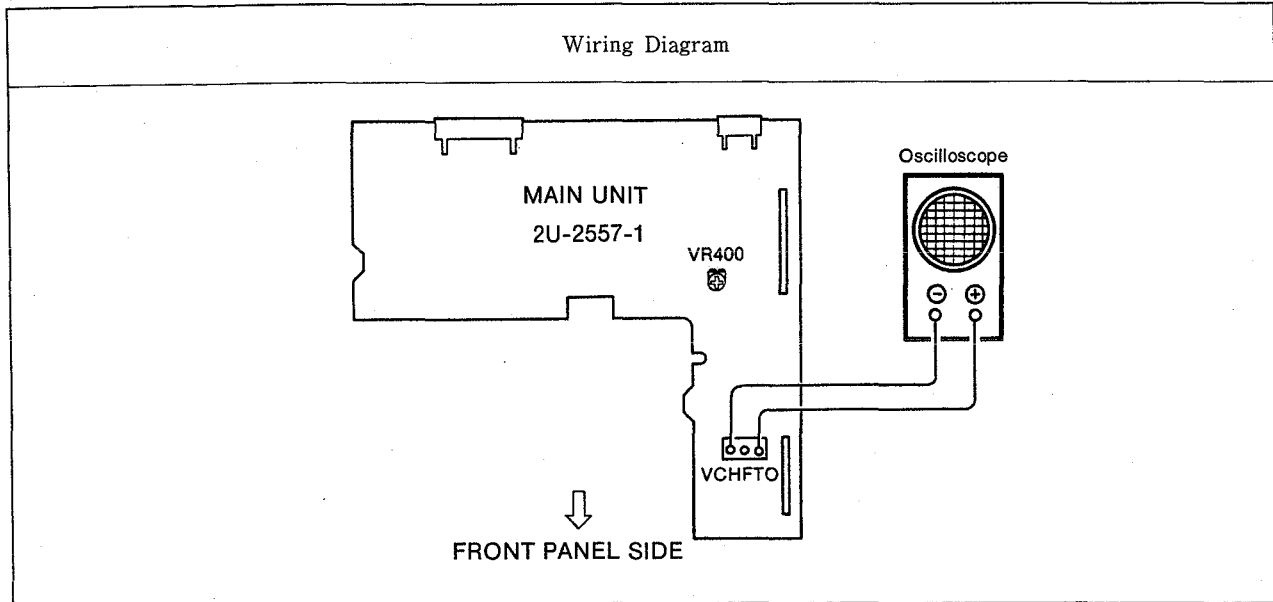 Wiring Diagram
Oscilloscope
MAIN UNIT
2U-2557-1
VR400
⊖ ⊕
VCHFTO
FRONT PANEL SIDE